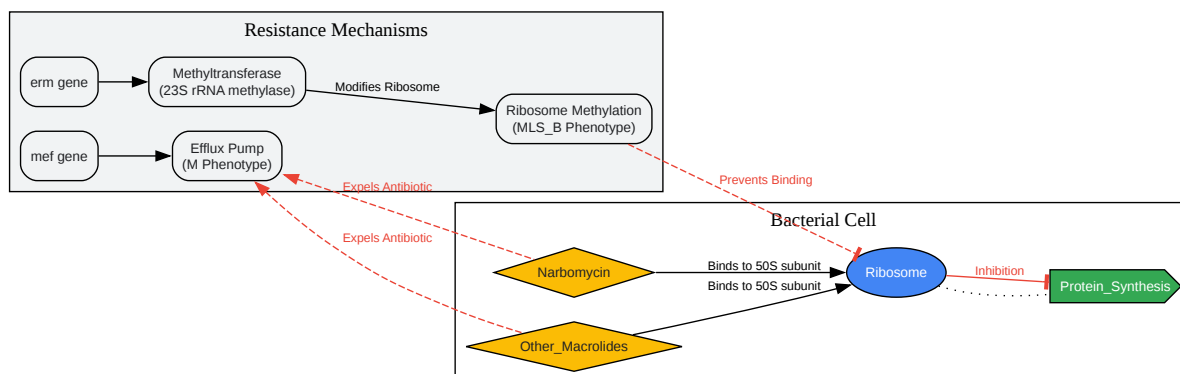 Resistance Mechanisms
erm gene
Methyltransferase
(23S rRNA methylase)
Modifies Ribosome
Ribosome Methylation
(MLS_B Phenotype)
mef gene
Efflux Pump
(M Phenotype)
Expels Antibiotic
Prevents Binding
Expels Antibiotic
Bacterial Cell
Narbomycin
Binds to 50S subunit
Binds to 50S subunit
Ribosome
Inhibition
Protein_Synthesis
Other_Macrolides